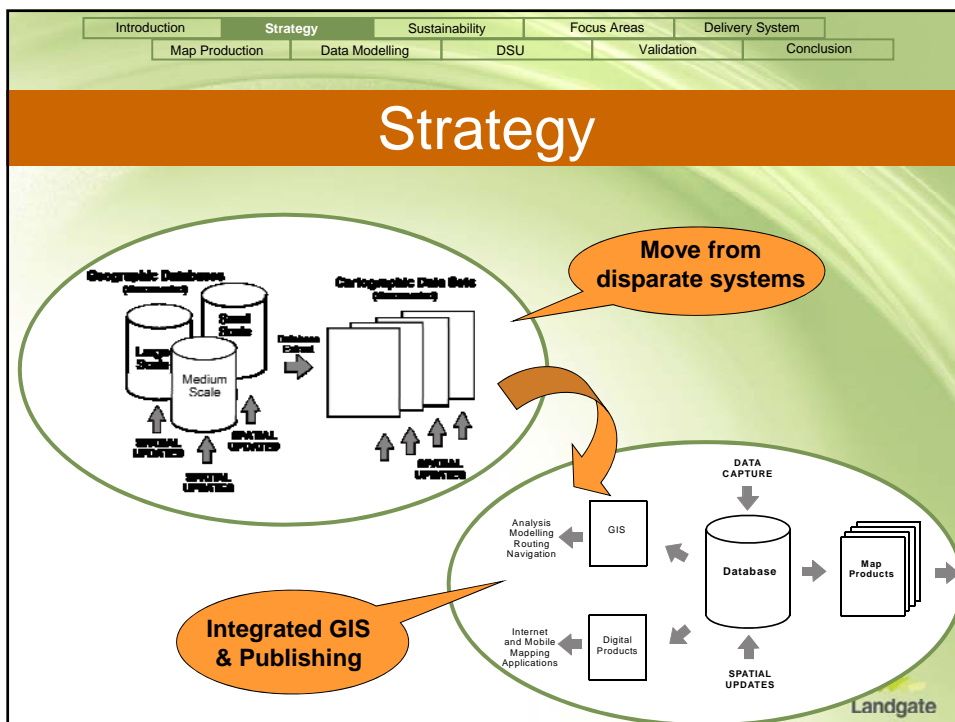 Introduction Strategy Sustainability Focus Areas Delivery System
Map Production Data Modelling DSU Validation Conclusion
Strategy
Move from
disparate systems
Geographic Databases
Cartographic Data Sets
Large
Scale
Small
Scale
Medium
Scale
Database
Extract
SPATIAL
UPDATES
SPATIAL
UPDATES
SPATIAL
UPDATES
SPATIAL
UPDATES
Integrated GIS
& Publishing
DATA
CAPTURE
Analysis
Modelling
Routing
Navigation
GIS
Database
Map
Products
Internet
and Mobile
Mapping
Applications
Digital
Products
SPATIAL
UPDATES
Landgate